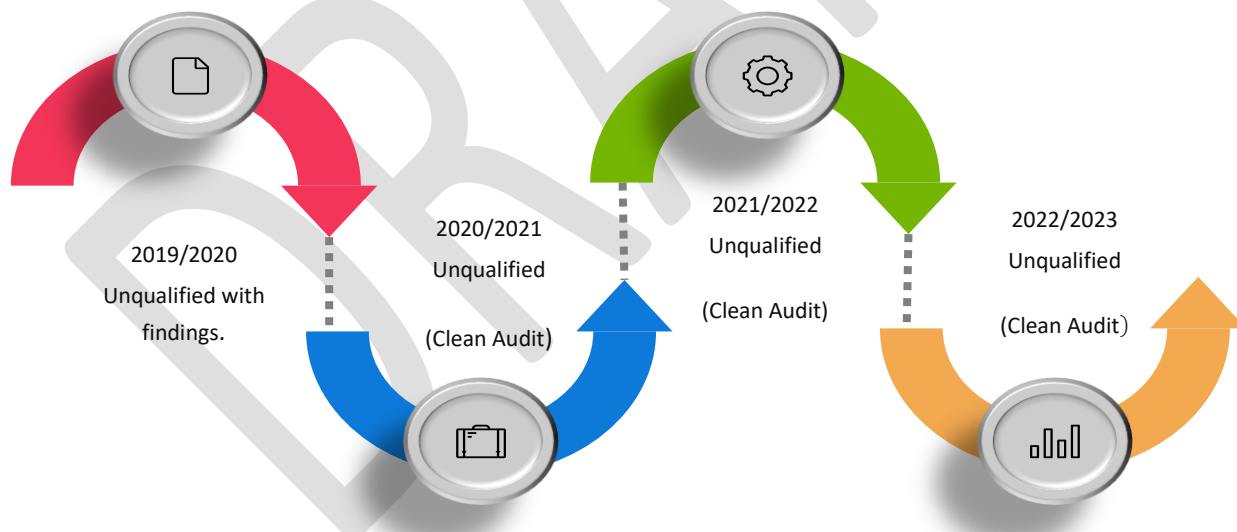 DRAFT
2019/2020
Unqualified with
findings.
2020/2021
Unqualified
(Clean Audit)
2021/2022
Unqualified
(Clean Audit)
2022/2023
Unqualified
(Clean Audit）